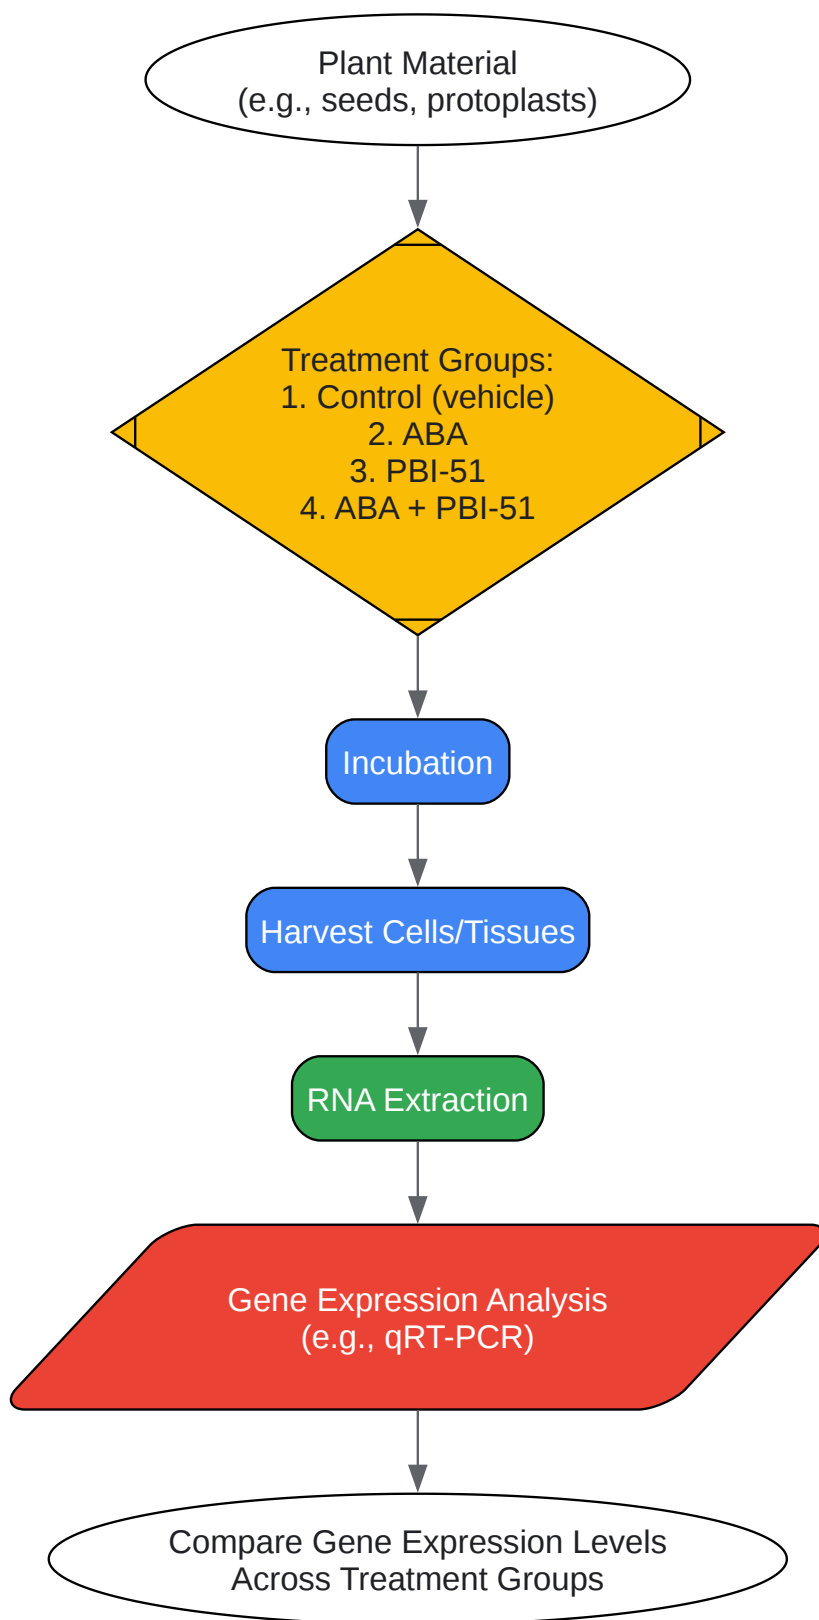 Plant Material
(e.g., seeds, protoplasts)
Treatment Groups:
1. Control (vehicle)
2. ABA
3. PBI-51
4. ABA + PBI-51
Incubation
Harvest Cells/Tissues
RNA Extraction
Gene Expression Analysis
(e.g., qRT-PCR)
Compare Gene Expression Levels
Across Treatment Groups